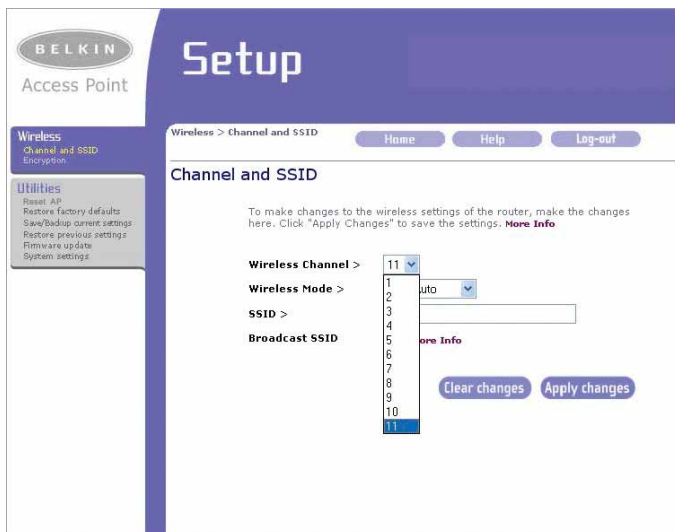 BELKIN
Access Point
Setup
Wireless
Channel and SSID
Encryption
Utilities
Reset AP
Restore factory defaults
Save/Backup current settings
Restore previous settings
Firmware update
System settings
Wireless > Channel and SSID
Home
Help
Log-out
Channel and SSID
To make changes to the wireless settings of the router, make the changes
here. Click "Apply Changes" to save the settings. More Info
Wireless Channel > 11
Wireless Mode > uto
SSID >
Broadcast SSID ore Info
1
2
3
4
5
6
7
8
9
10
11
Clear changes
Apply changes